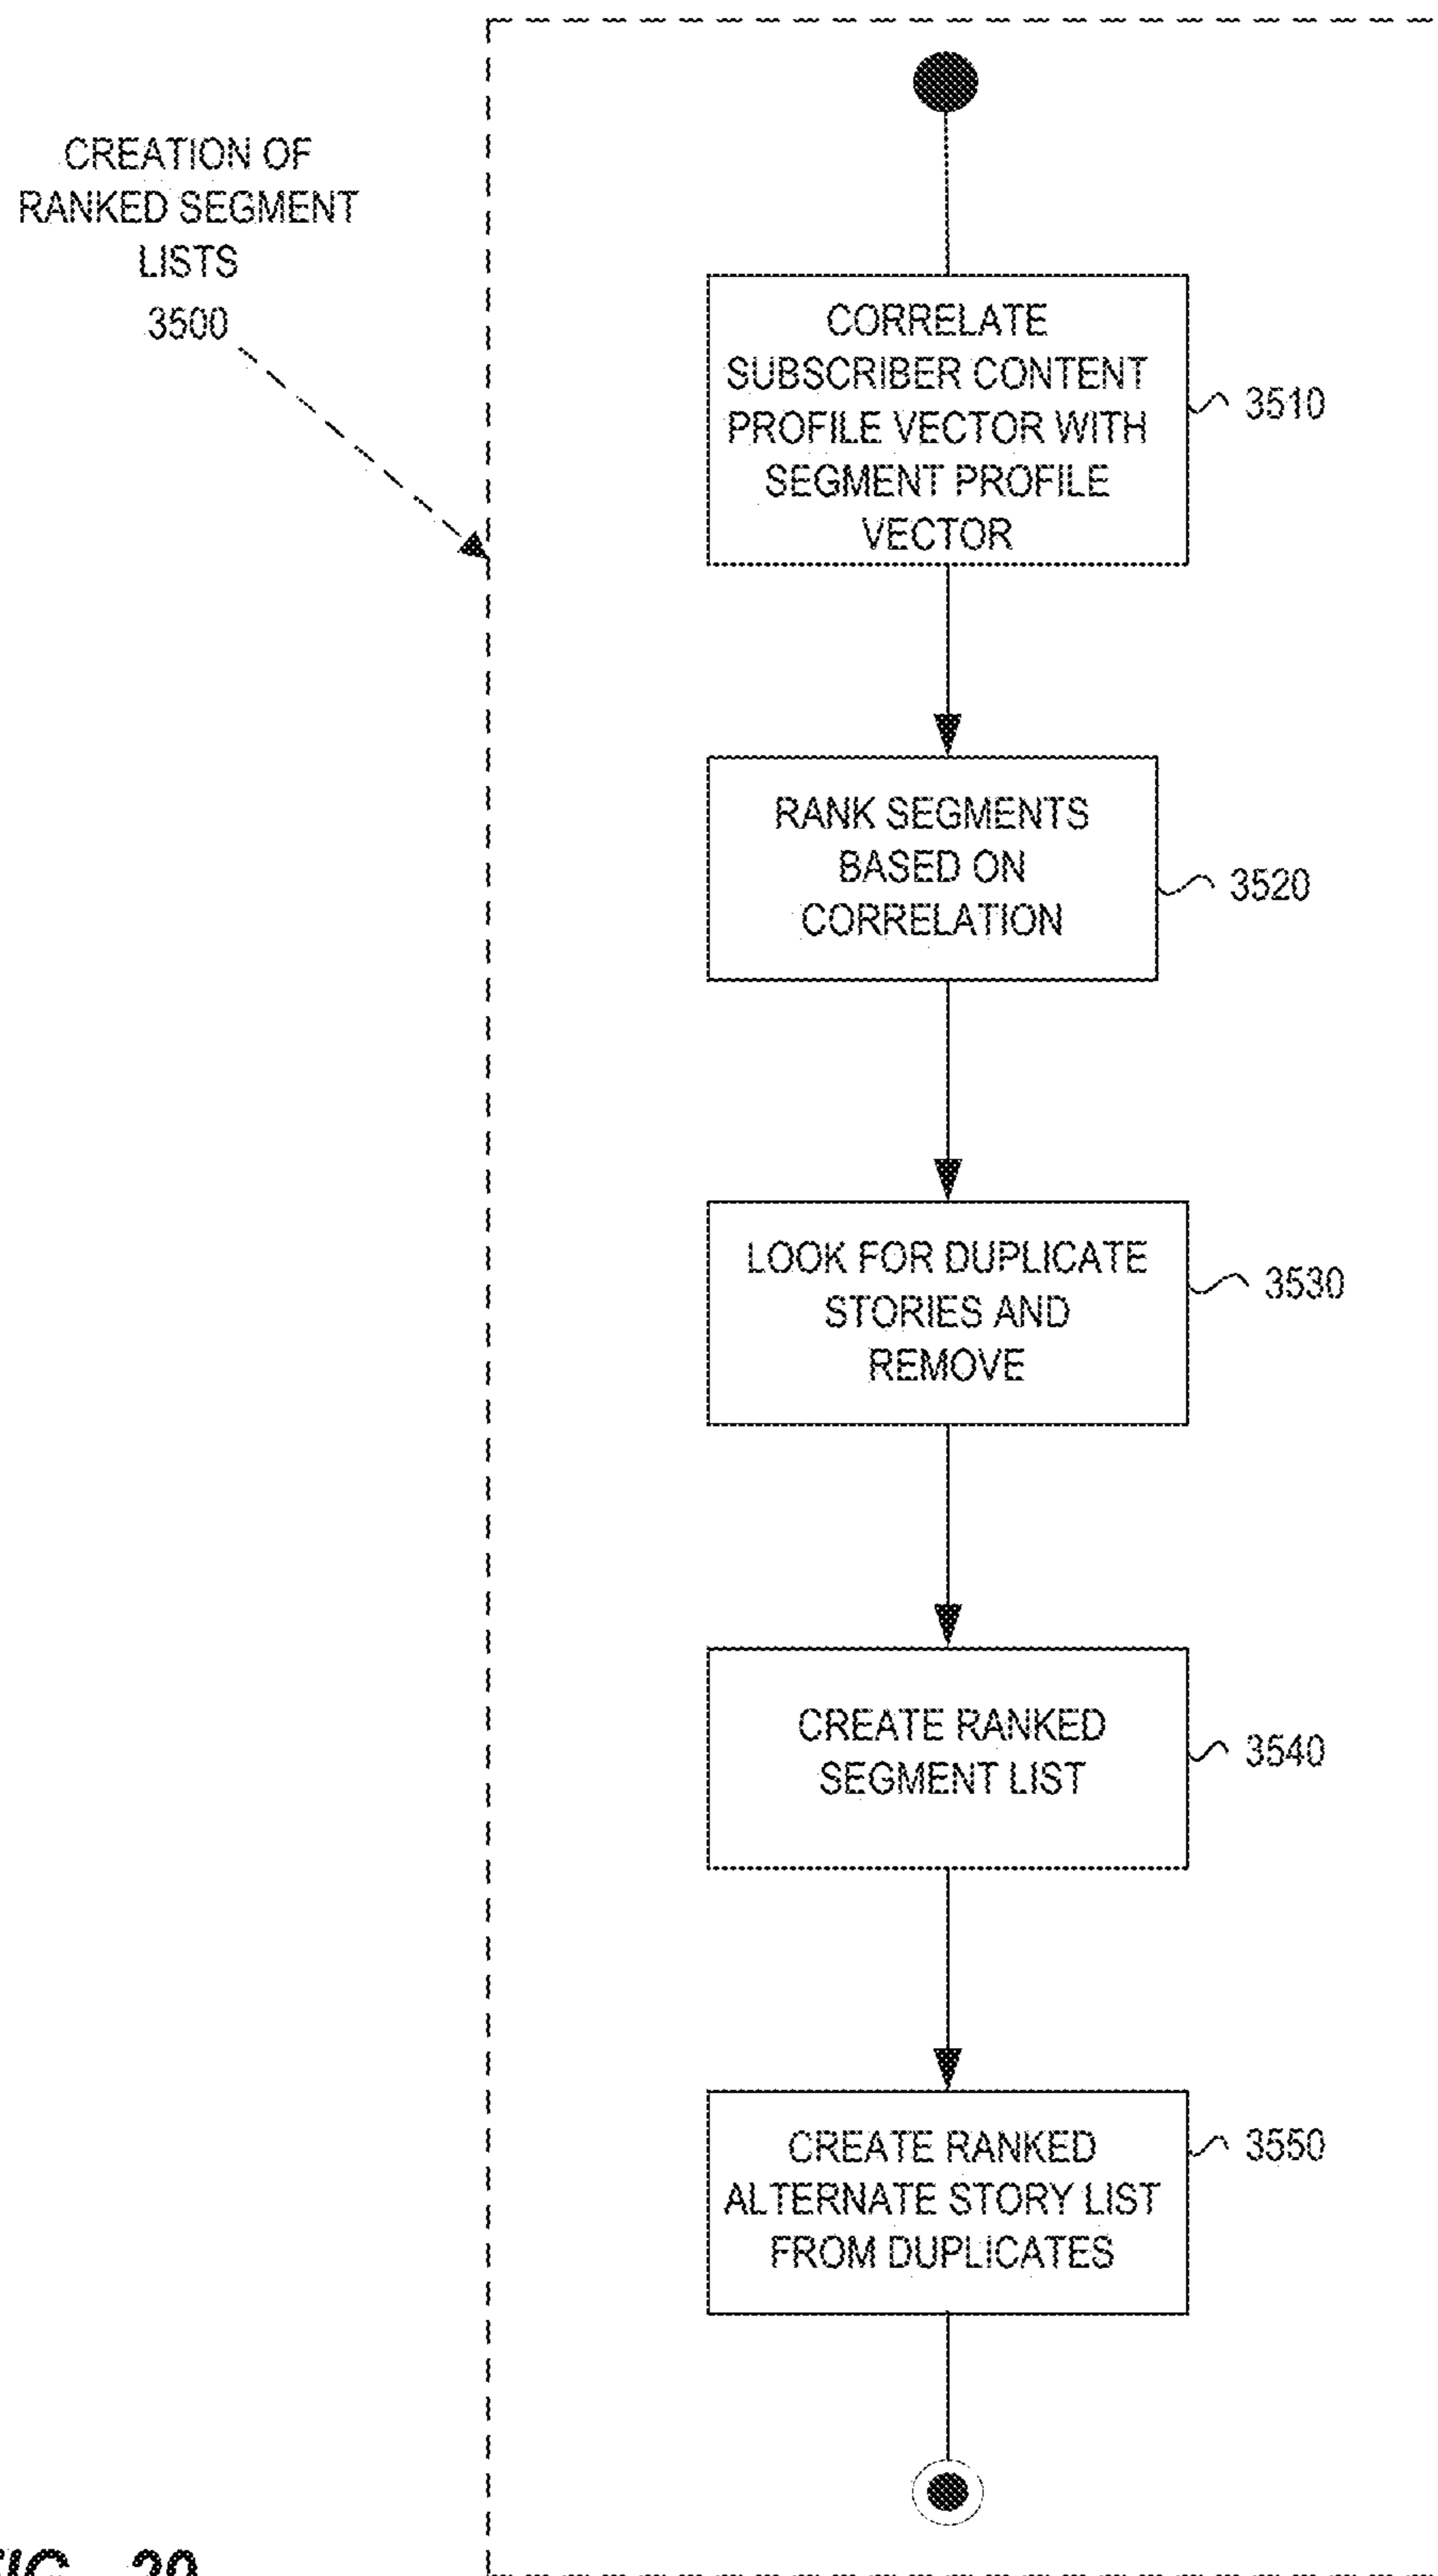 CREATION OF
RANKED SEGMENT
LISTS
3500
CORRELATE
SUBSCRIBER CONTENT
PROFILE VECTOR WITH
SEGMENT PROFILE
VECTOR
3510
RANK SEGMENTS
BASED ON
CORRELATION
3520
LOOK FOR DUPLICATE
STORIES AND
REMOVE
3530
CREATE RANKED
SEGMENT LIST
3540
CREATE RANKED
ALTERNATE STORY LIST
FROM DUPLICATES
3550